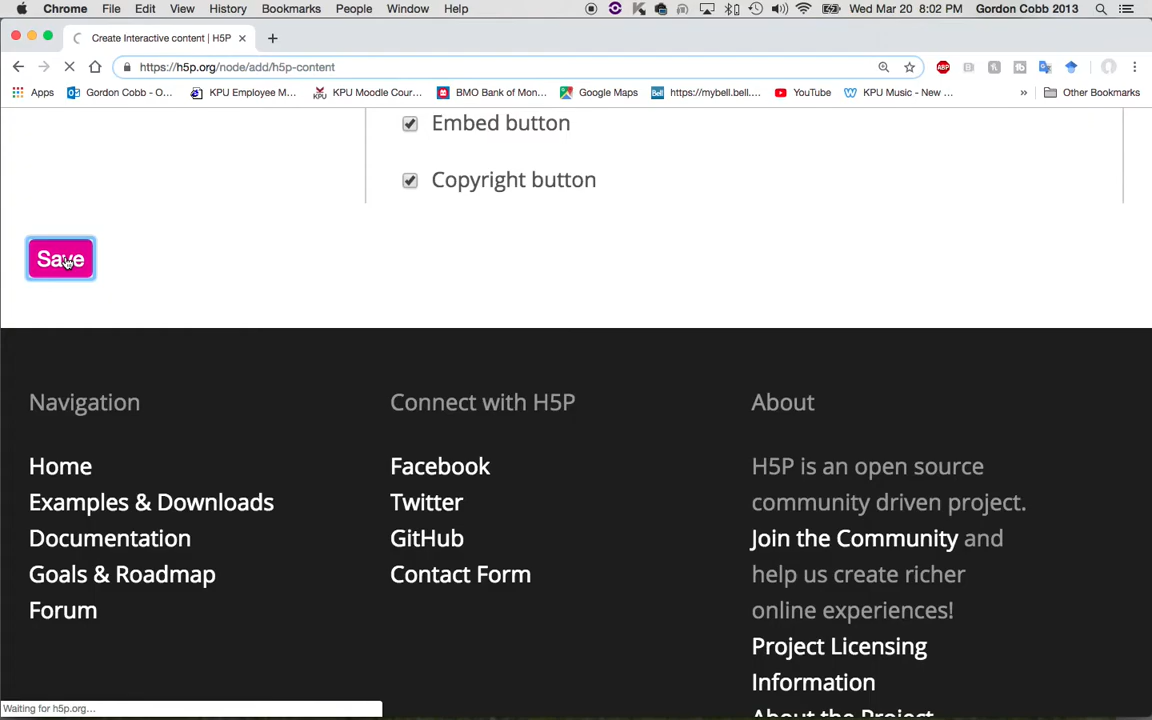 Chrome File Edit View History Bookmarks People Window Help Wed Mar 20 8:02 PM Gordon Cobb 2013
Create Interactive content | H5P
https://h5p.org/node/add/h5p-content
Apps Gordon Cobb - O... KPU Employee M... KPU Moodle Cour... BMO Bank of Mon... Google Maps https://mybell.bell.... YouTube KPU Music - New ... » Other Bookmarks
Embed button
Copyright button
Save
Navigation
Home
Examples & Downloads
Documentation
Goals & Roadmap
Forum
Connect with H5P
Facebook
Twitter
GitHub
Contact Form
About
H5P is an open source
community driven project.
Join the Community and
help us create richer
online experiences!
Project Licensing
Information
About the Project
Waiting for h5p.org...